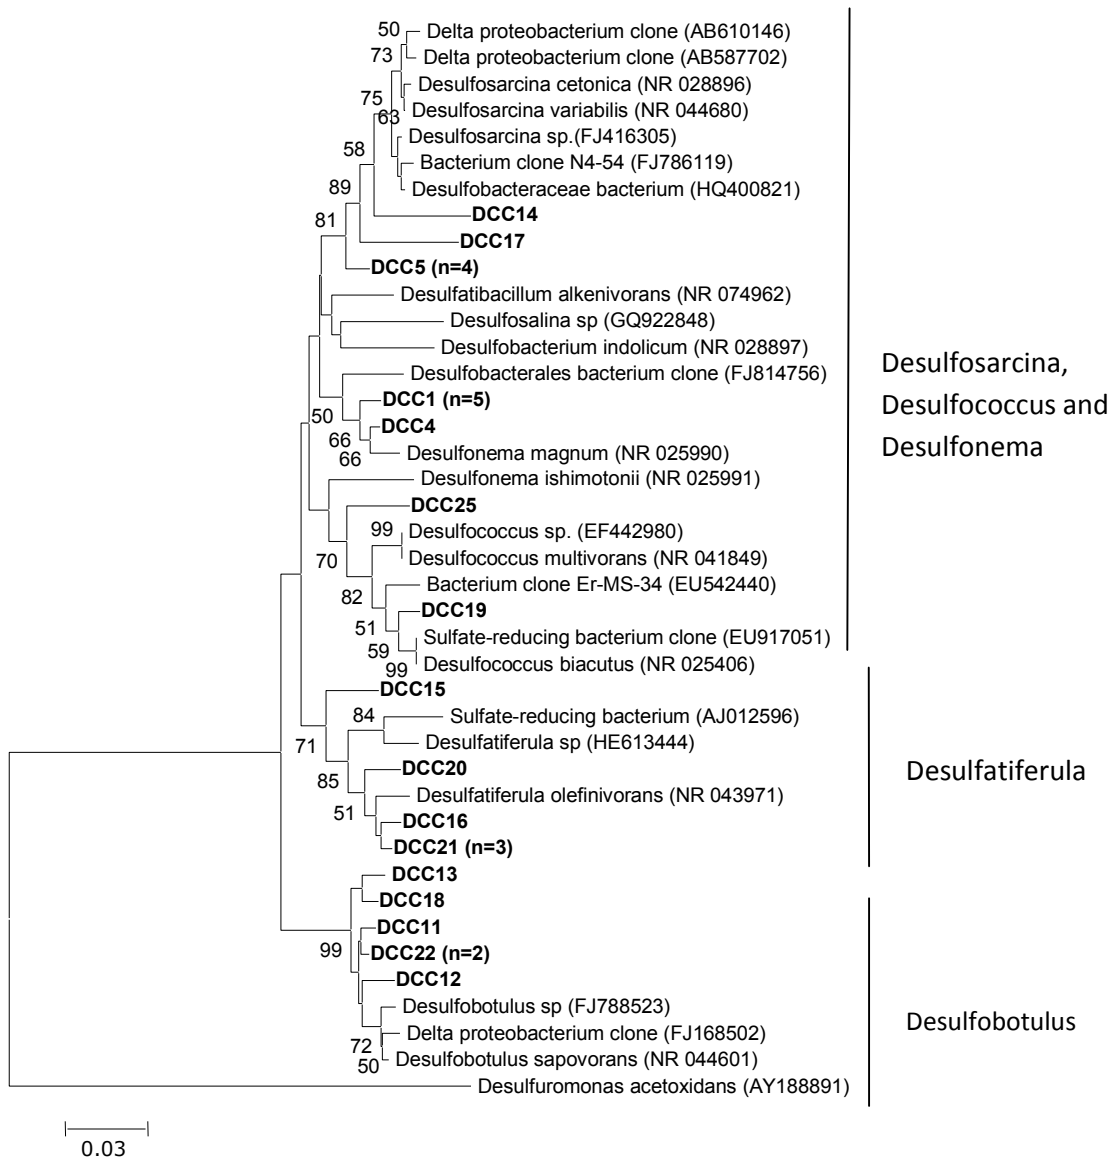 50
Delta proteobacterium clone (AB610146)
73
Delta proteobacterium clone (AB587702)
Desulfosarcina cetonica (NR 028896)
75
63
Desulfosarcina variabilis (NR 044680)
Desulfosarcina sp.(FJ416305)
58
Bacterium clone N4-54 (FJ786119)
89
Desulfobacteraceae bacterium (HQ400821)
81
DCC14
DCC17
DCC5 (n=4)
Desulfatibacillum alkenivorans (NR 074962)
Desulfosalina sp (GQ922848)
Desulfobacterium indolicum (NR 028897)
Desulfobacterales bacterium clone (FJ814756)
DCC1 (n=5)
50
DCC4
66
66
Desulfonema magnum (NR 025990)
Desulfonema ishimotonii (NR 025991)
DCC25
99
Desulfococcus sp. (EF442980)
70
Desulfococcus multivorans (NR 041849)
Bacterium clone Er-MS-34 (EU542440)
82
DCC19
51
Sulfate-reducing bacterium clone (EU917051)
59
99
Desulfococcus biacutus (NR 025406)
Desulfosarcina,
Desulfococcus and
Desulfonema
DCC15
84
Sulfate-reducing bacterium (AJ012596)
71
Desulfatiferula sp (HE613444)
85
DCC20
Desulfatiferula olefinivorans (NR 043971)
51
DCC16
DCC21 (n=3)
Desulfatiferula
DCC13
DCC18
DCC11
99
DCC22 (n=2)
DCC12
Desulfobotulus sp (FJ788523)
Delta proteobacterium clone (FJ168502)
72
50
Desulfobotulus sapovorans (NR 044601)
Desulfobotulus
Desulfuromonas acetoxidans (AY188891)
0.03